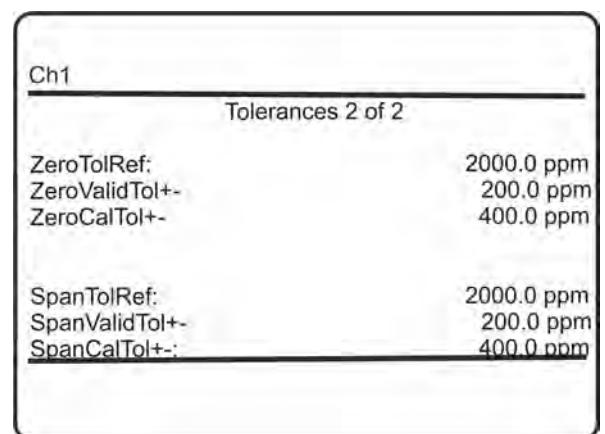 Ch1
Tolerances 2 of 2
ZeroTolRef: 2000.0 ppm
ZeroValidTol+- 200.0 ppm
ZeroCalTol+- 400.0 ppm
SpanTolRef: 2000.0 ppm
SpanValidTol+- 200.0 ppm
SpanCalTol+-: 400.0 ppm